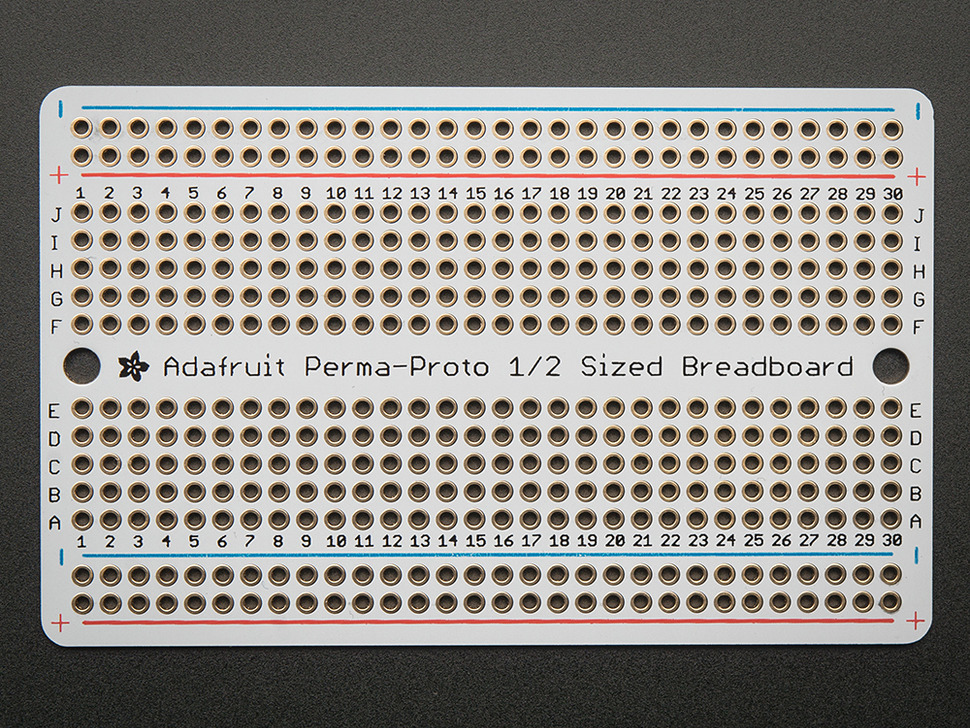 - -
+ +
1 2 3 4 5 6 7 8 9 10 11 12 13 14 15 16 17 18 19 20 21 22 23 24 25 26 27 28 29 30
J J
I I
H H
G G
F F
Adafruit Perma-Proto 1/2 Sized Breadboard
E E
D D
C C
B B
A A
1 2 3 4 5 6 7 8 9 10 11 12 13 14 15 16 17 18 19 20 21 22 23 24 25 26 27 28 29 30
- -
+ +